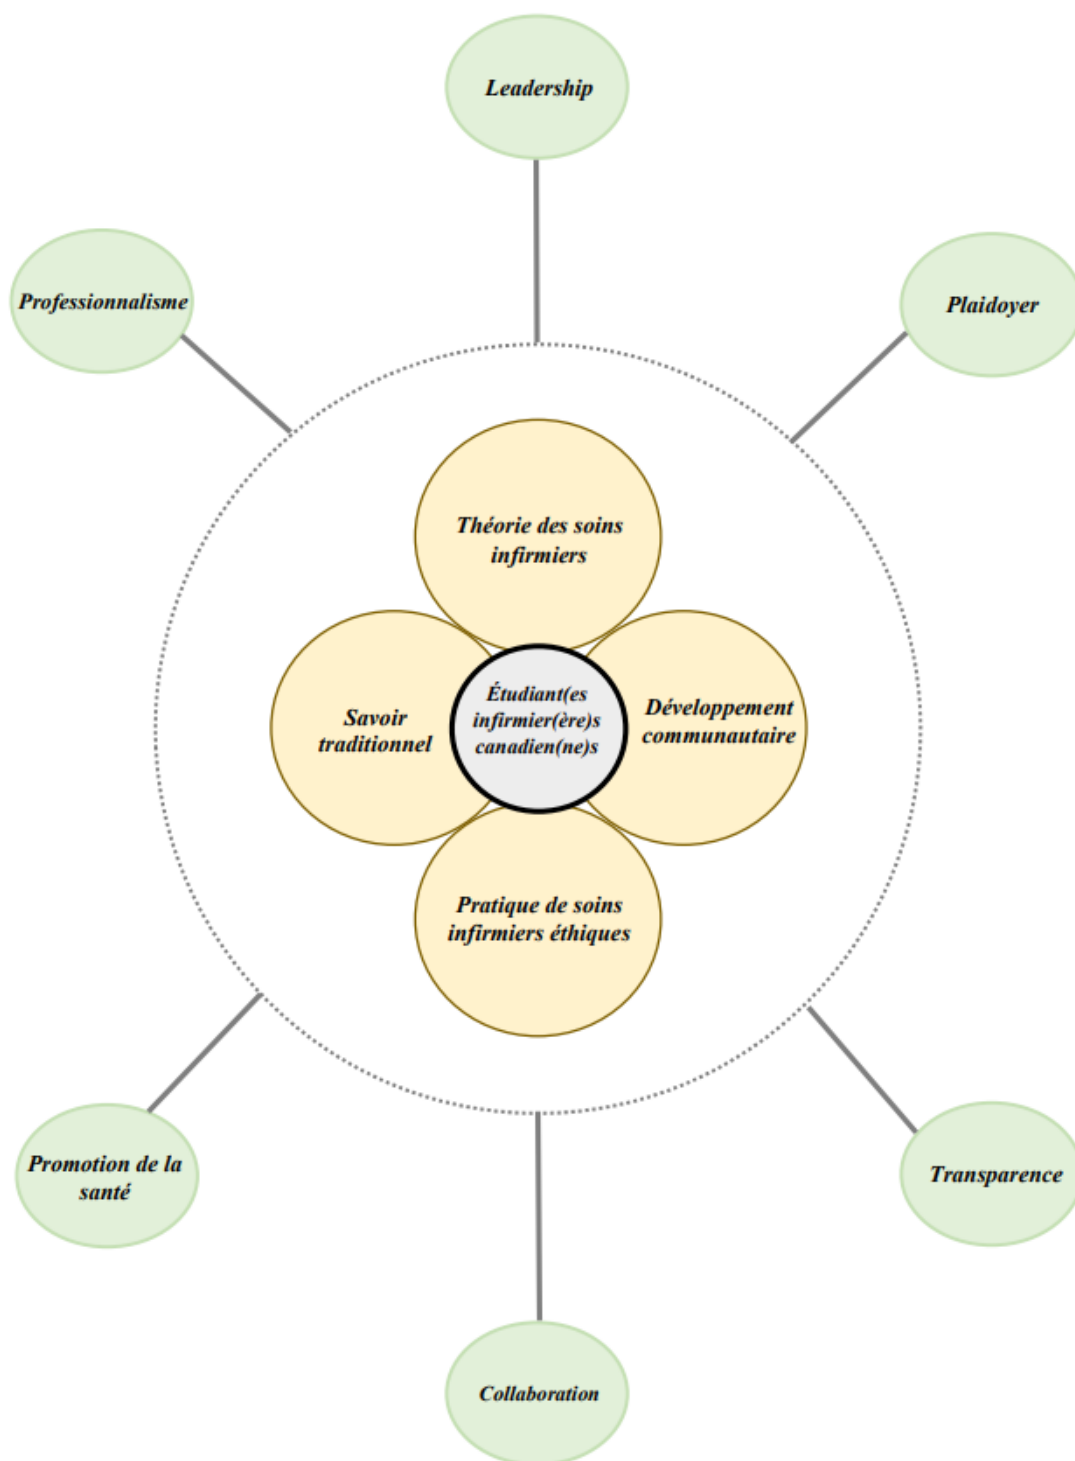 Leadership
Professionnalisme
Plaidoyer
Théorie des soins
infirmiers
Savoir
traditionnel
Étudiant(es
infirmier(ère)s
canadien(ne)s
Développement
communautaire
Pratique de soins
infirmiers éthiques
Promotion de la
santé
Transparence
Collaboration